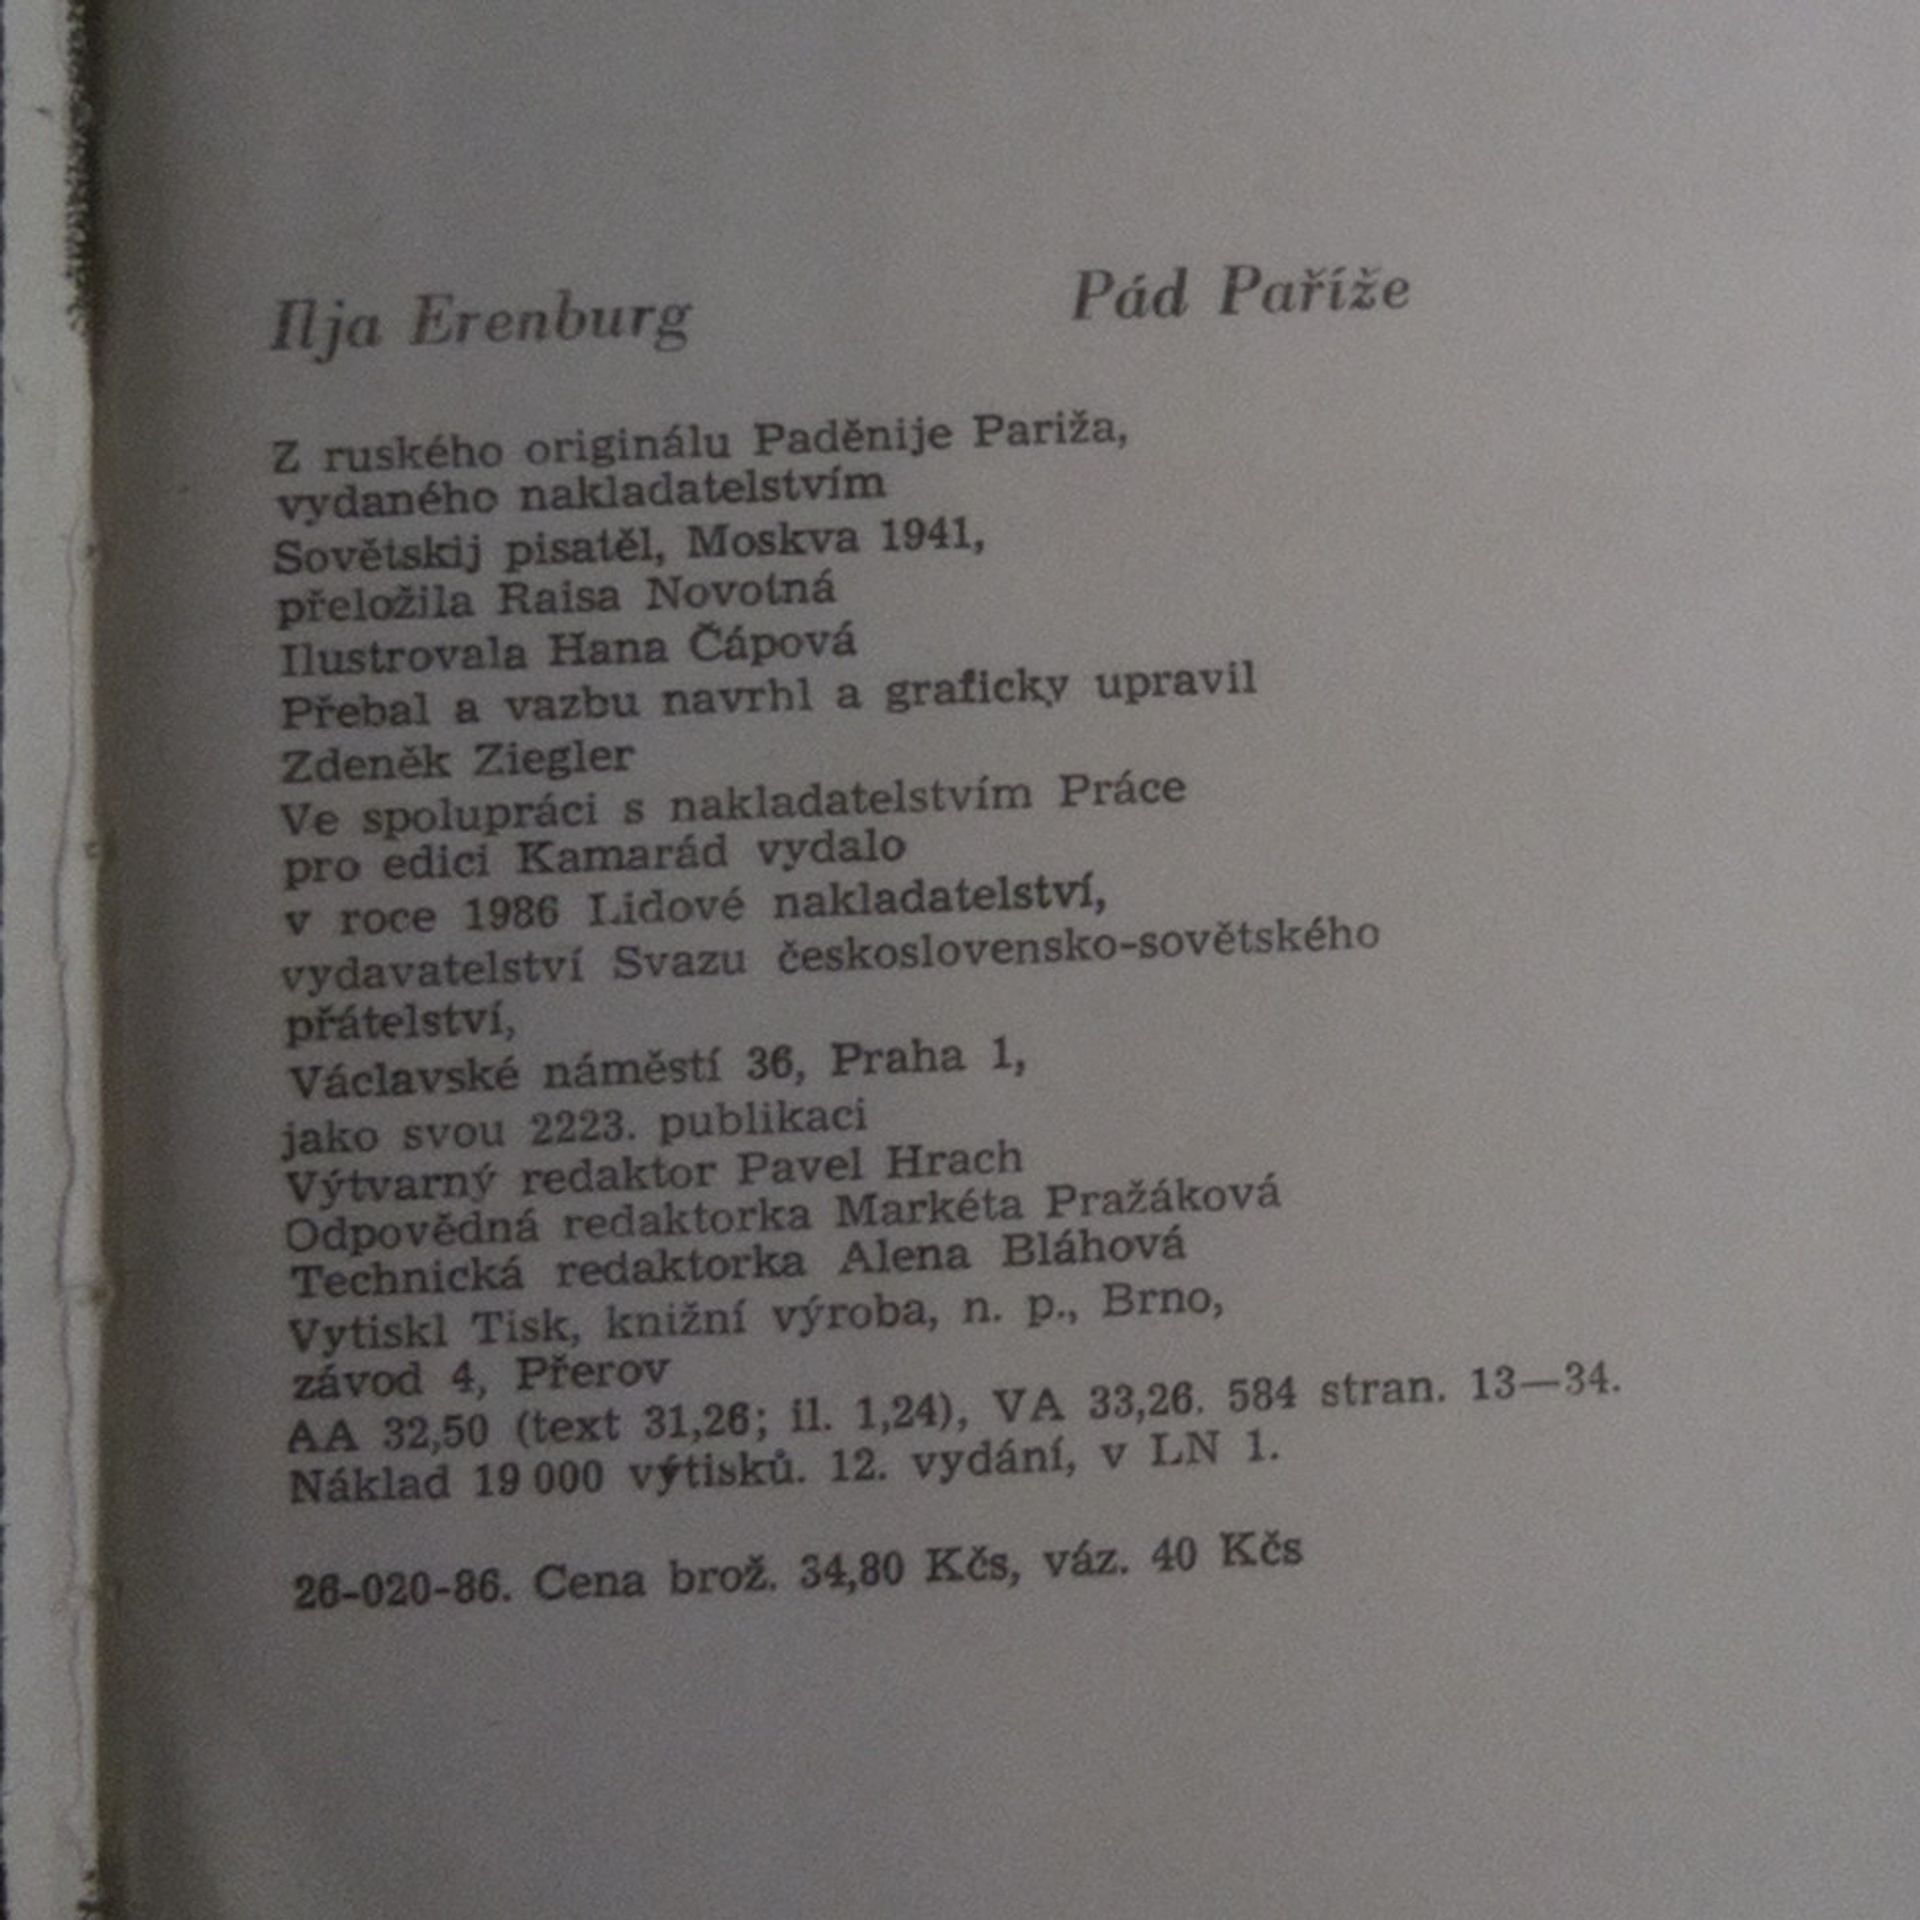 Ilja Erenburg Pád Paříže
Z ruského originálu Paděnije Pariža,
vydaného nakladatelstvím
Sovětskij pisatěl, Moskva 1941,
přeložila Raisa Novotná
Ilustrovala Hana Čápová
Přebal a vazbu navrhl a graficky upravil
Zdeněk Ziegler
Ve spolupráci s nakladatelstvím Práce
pro edici Kamarád vydalo
v roce 1986 Lidové nakladatelství,
vydavatelství Svazu československo-sovětského
přátelství,
Václavské náměstí 36, Praha 1,
jako svou 2223. publikaci
Výtvarný redaktor Pavel Hrach
Odpovědná redaktorka Markéta Pražáková
Technická redaktorka Alena Bláhová
Vytiskl Tisk, knižní výroba, n. p., Brno,
závod 4, Přerov
AA 32,50 (text 31,26; il. 1,24), VA 33,26. 584 stran. 13—34.
Náklad 19 000 výtisků. 12. vydání, v LN 1.
26-020-86. Cena brož. 34,80 Kčs, váz. 40 Kčs